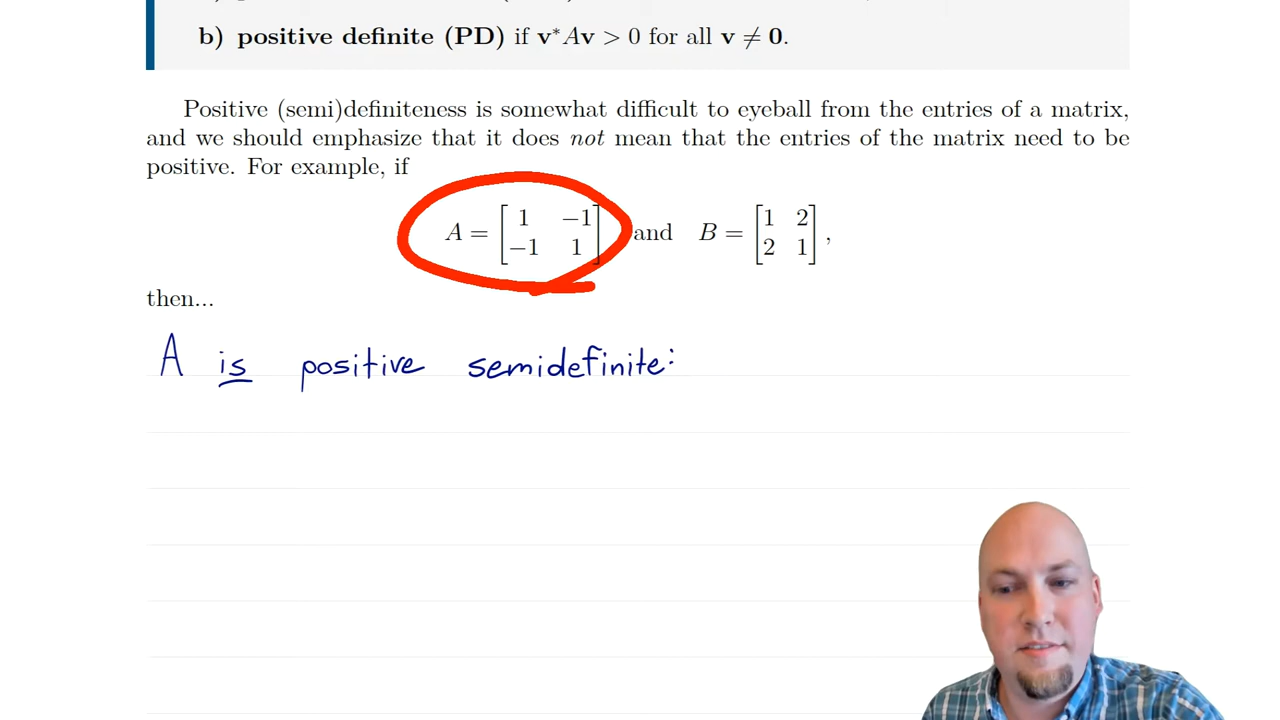 b) positive definite (PD) if v*Av > 0 for all v ≠ 0.
Positive (semi)definiteness is somewhat difficult to eyeball from the entries of a matrix,
and we should emphasize that it does not mean that the entries of the matrix need to be
positive. For example, if
A = [1 −1; −1 1] and B = [1 2; 2 1],
then...
A is positive semidefinite: